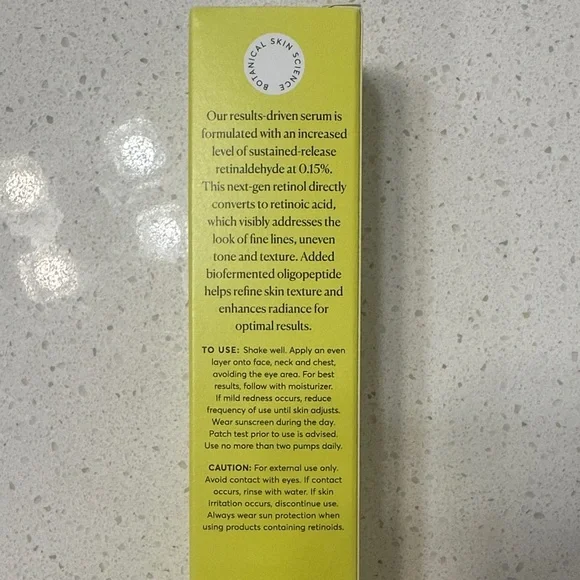 BOTANICAL SKIN SCIENCE
Our results-driven serum is
formulated with an increased
level of sustained-release
retinaldehyde at 0.15%.
This next-gen retinol directly
converts to retinoic acid,
which visibly addresses the
look of fine lines, uneven
tone and texture. Added
biofermented oligopeptide
helps refine skin texture and
enhances radiance for
optimal results.
TO USE: Shake well. Apply an even
layer onto face, neck and chest,
avoiding the eye area. For best
results, follow with moisturizer.
If mild redness occurs, reduce
frequency of use until skin adjusts.
Wear sunscreen during the day.
Patch test prior to use is advised.
Use no more than two pumps daily.
CAUTION: For external use only.
Avoid contact with eyes. If contact
occurs, rinse with water. If skin
irritation occurs, discontinue use.
Always wear sun protection when
using products containing retinoids.